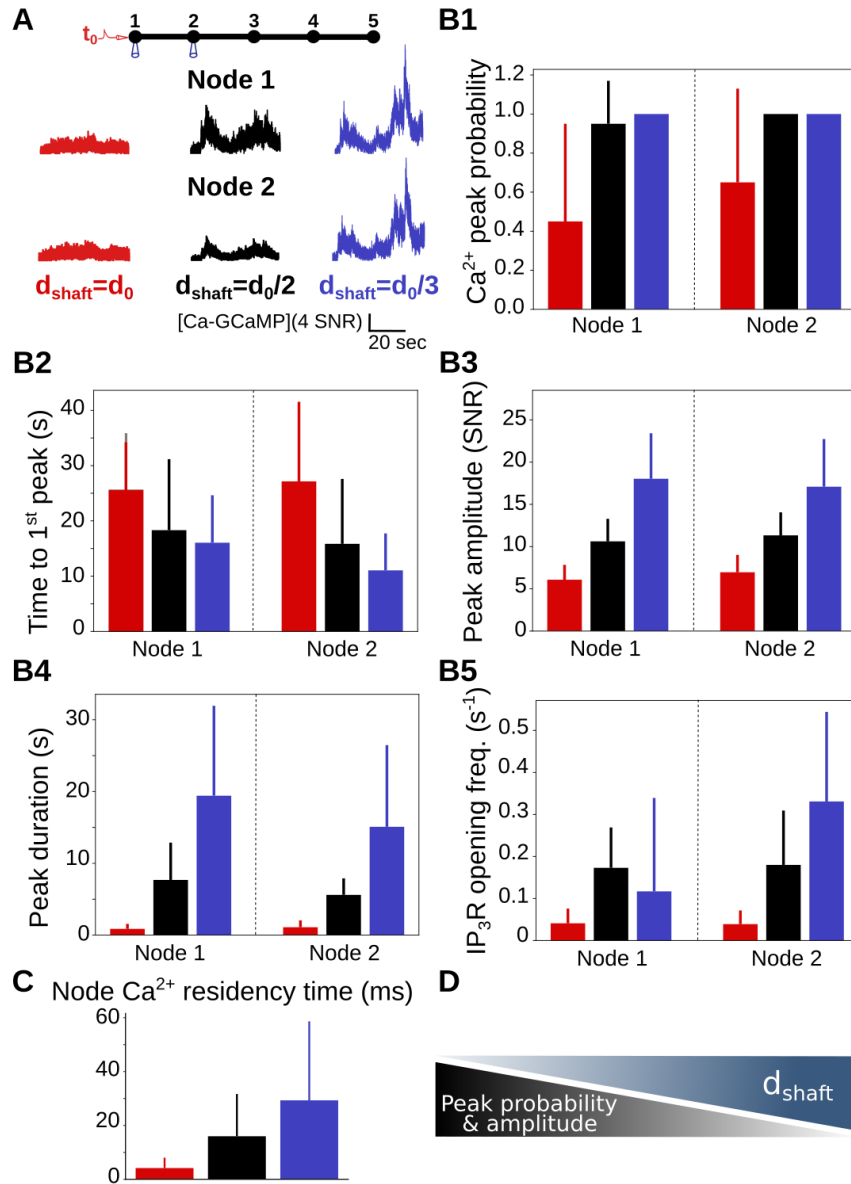 A
t₀
1 2 3 4 5
Node 1
Node 2
dshaft=d₀ dshaft=d₀/2 dshaft=d₀/3
[Ca-GCaMP](4 SNR)
20 sec
B1
Ca²⁺ peak probability
1.2
1.0
0.8
0.6
0.4
0.2
0.0
Node 1 Node 2
B2
Time to 1ˢᵗ peak (s)
40
30
20
10
0
Node 1 Node 2
B3
Peak amplitude (SNR)
25
20
15
10
5
0
Node 1 Node 2
B4
Peak duration (s)
30
20
10
0
Node 1 Node 2
B5
IP₃R opening freq. (s⁻¹)
0.5
0.4
0.3
0.2
0.1
0
Node 1 Node 2
C
Node Ca²⁺ residency time (ms)
60
40
20
0
D
dshaft
Peak probability
& amplitude